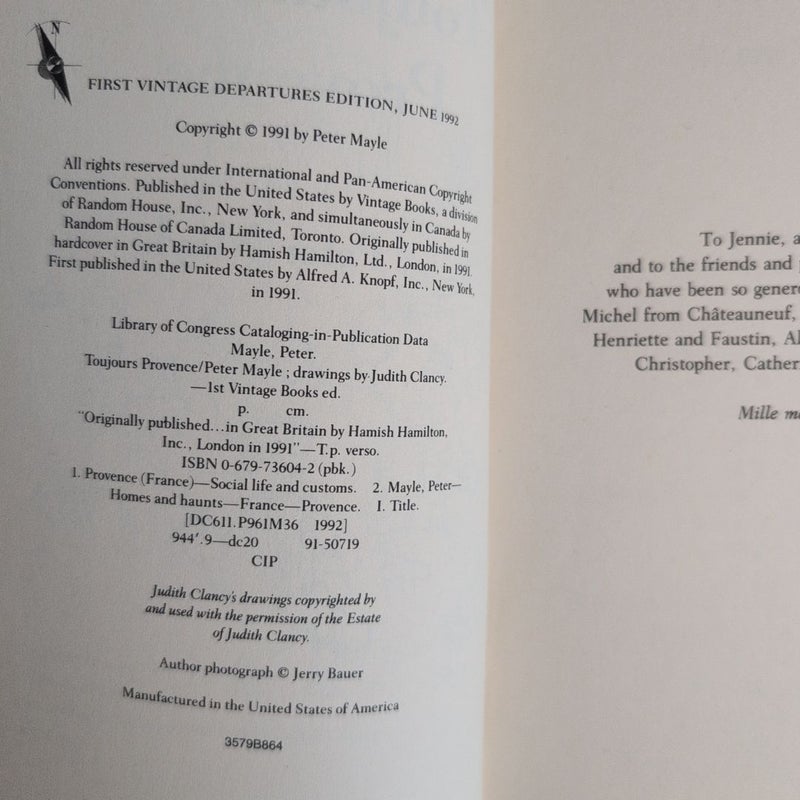 N
FIRST VINTAGE DEPARTURES EDITION, JUNE 1992
Copyright © 1991 by Peter Mayle
All rights reserved under International and Pan-American Copyright
Conventions. Published in the United States by Vintage Books, a division
of Random House, Inc., New York, and simultaneously in Canada by
Random House of Canada Limited, Toronto. Originally published in
hardcover in Great Britain by Hamish Hamilton, Ltd., London, in 1991.
First published in the United States by Alfred A. Knopf, Inc., New York,
in 1991.
Library of Congress Cataloging-in-Publication Data
Mayle, Peter.
Toujours Provence/Peter Mayle ; drawings by Judith Clancy.
—1st Vintage Books ed.
p. cm.
"Originally published...in Great Britain by Hamish Hamilton,
Inc., London in 1991"—T.p. verso.
ISBN 0-679-73604-2 (pbk.)
1. Provence (France)—Social life and customs. 2. Mayle, Peter—
Homes and haunts—France—Provence. I. Title.
[DC611.P961M36 1992]
944′.9—dc20 91-50719
CIP
Judith Clancy's drawings copyrighted by
and used with the permission of the Estate
of Judith Clancy.
Author photograph © Jerry Bauer
Manufactured in the United States of America
3579B864
To Jennie,
and to the friends and
who have been so
Michel from Châteauneuf,
Henriette and Faustin,
Christopher,
Mille